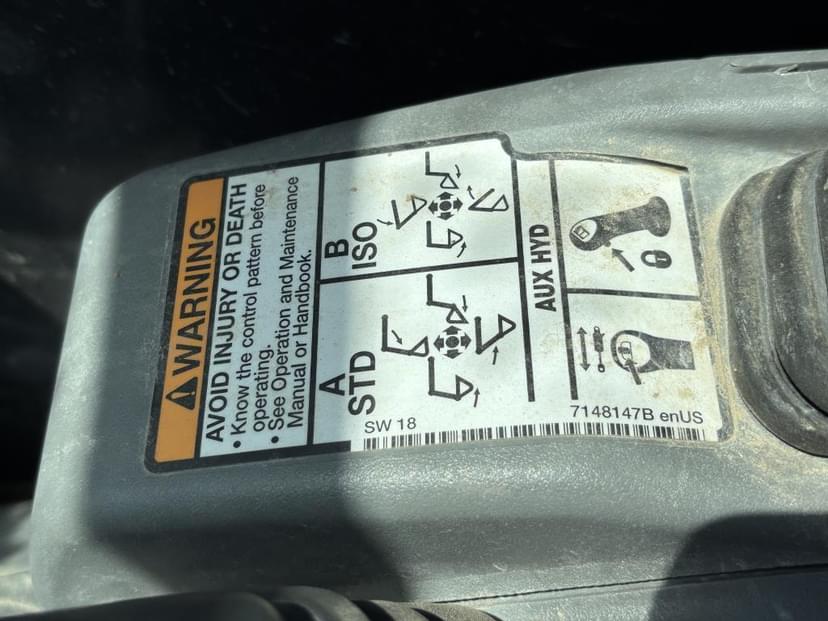 WARNING
AVOID INJURY OR DEATH
• Know the control pattern before
operating.
• See Operation and Maintenance
Manual or Handbook.
A
STD
B
ISO
AUX HYD
SW 18
7148147B enUS